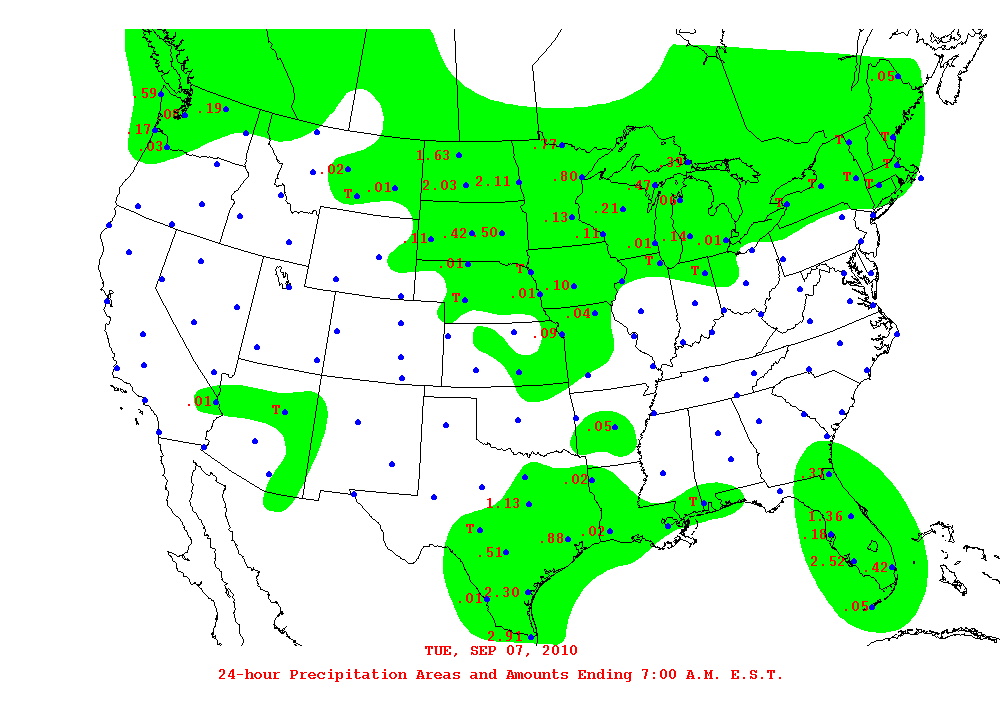 .05
.59
.19
.17
.03
T
T
T
.77
1.63
.39
.02
.80
T
T
.01
2.03
2.11
.47
T
.06
T
.21
.13
.11
.42
.50
.11
.14
.01
.01
.01
T
T
T
.10
.01
T
.04
.09
.01
T
.05
.37
.02
1.13
T
1.36
T
.88
.02
.18
.51
2.52
.42
2.30
.01
.05
2.91
TUE, SEP 07, 2010
24-hour Precipitation Areas and Amounts Ending 7:00 A.M. E.S.T.